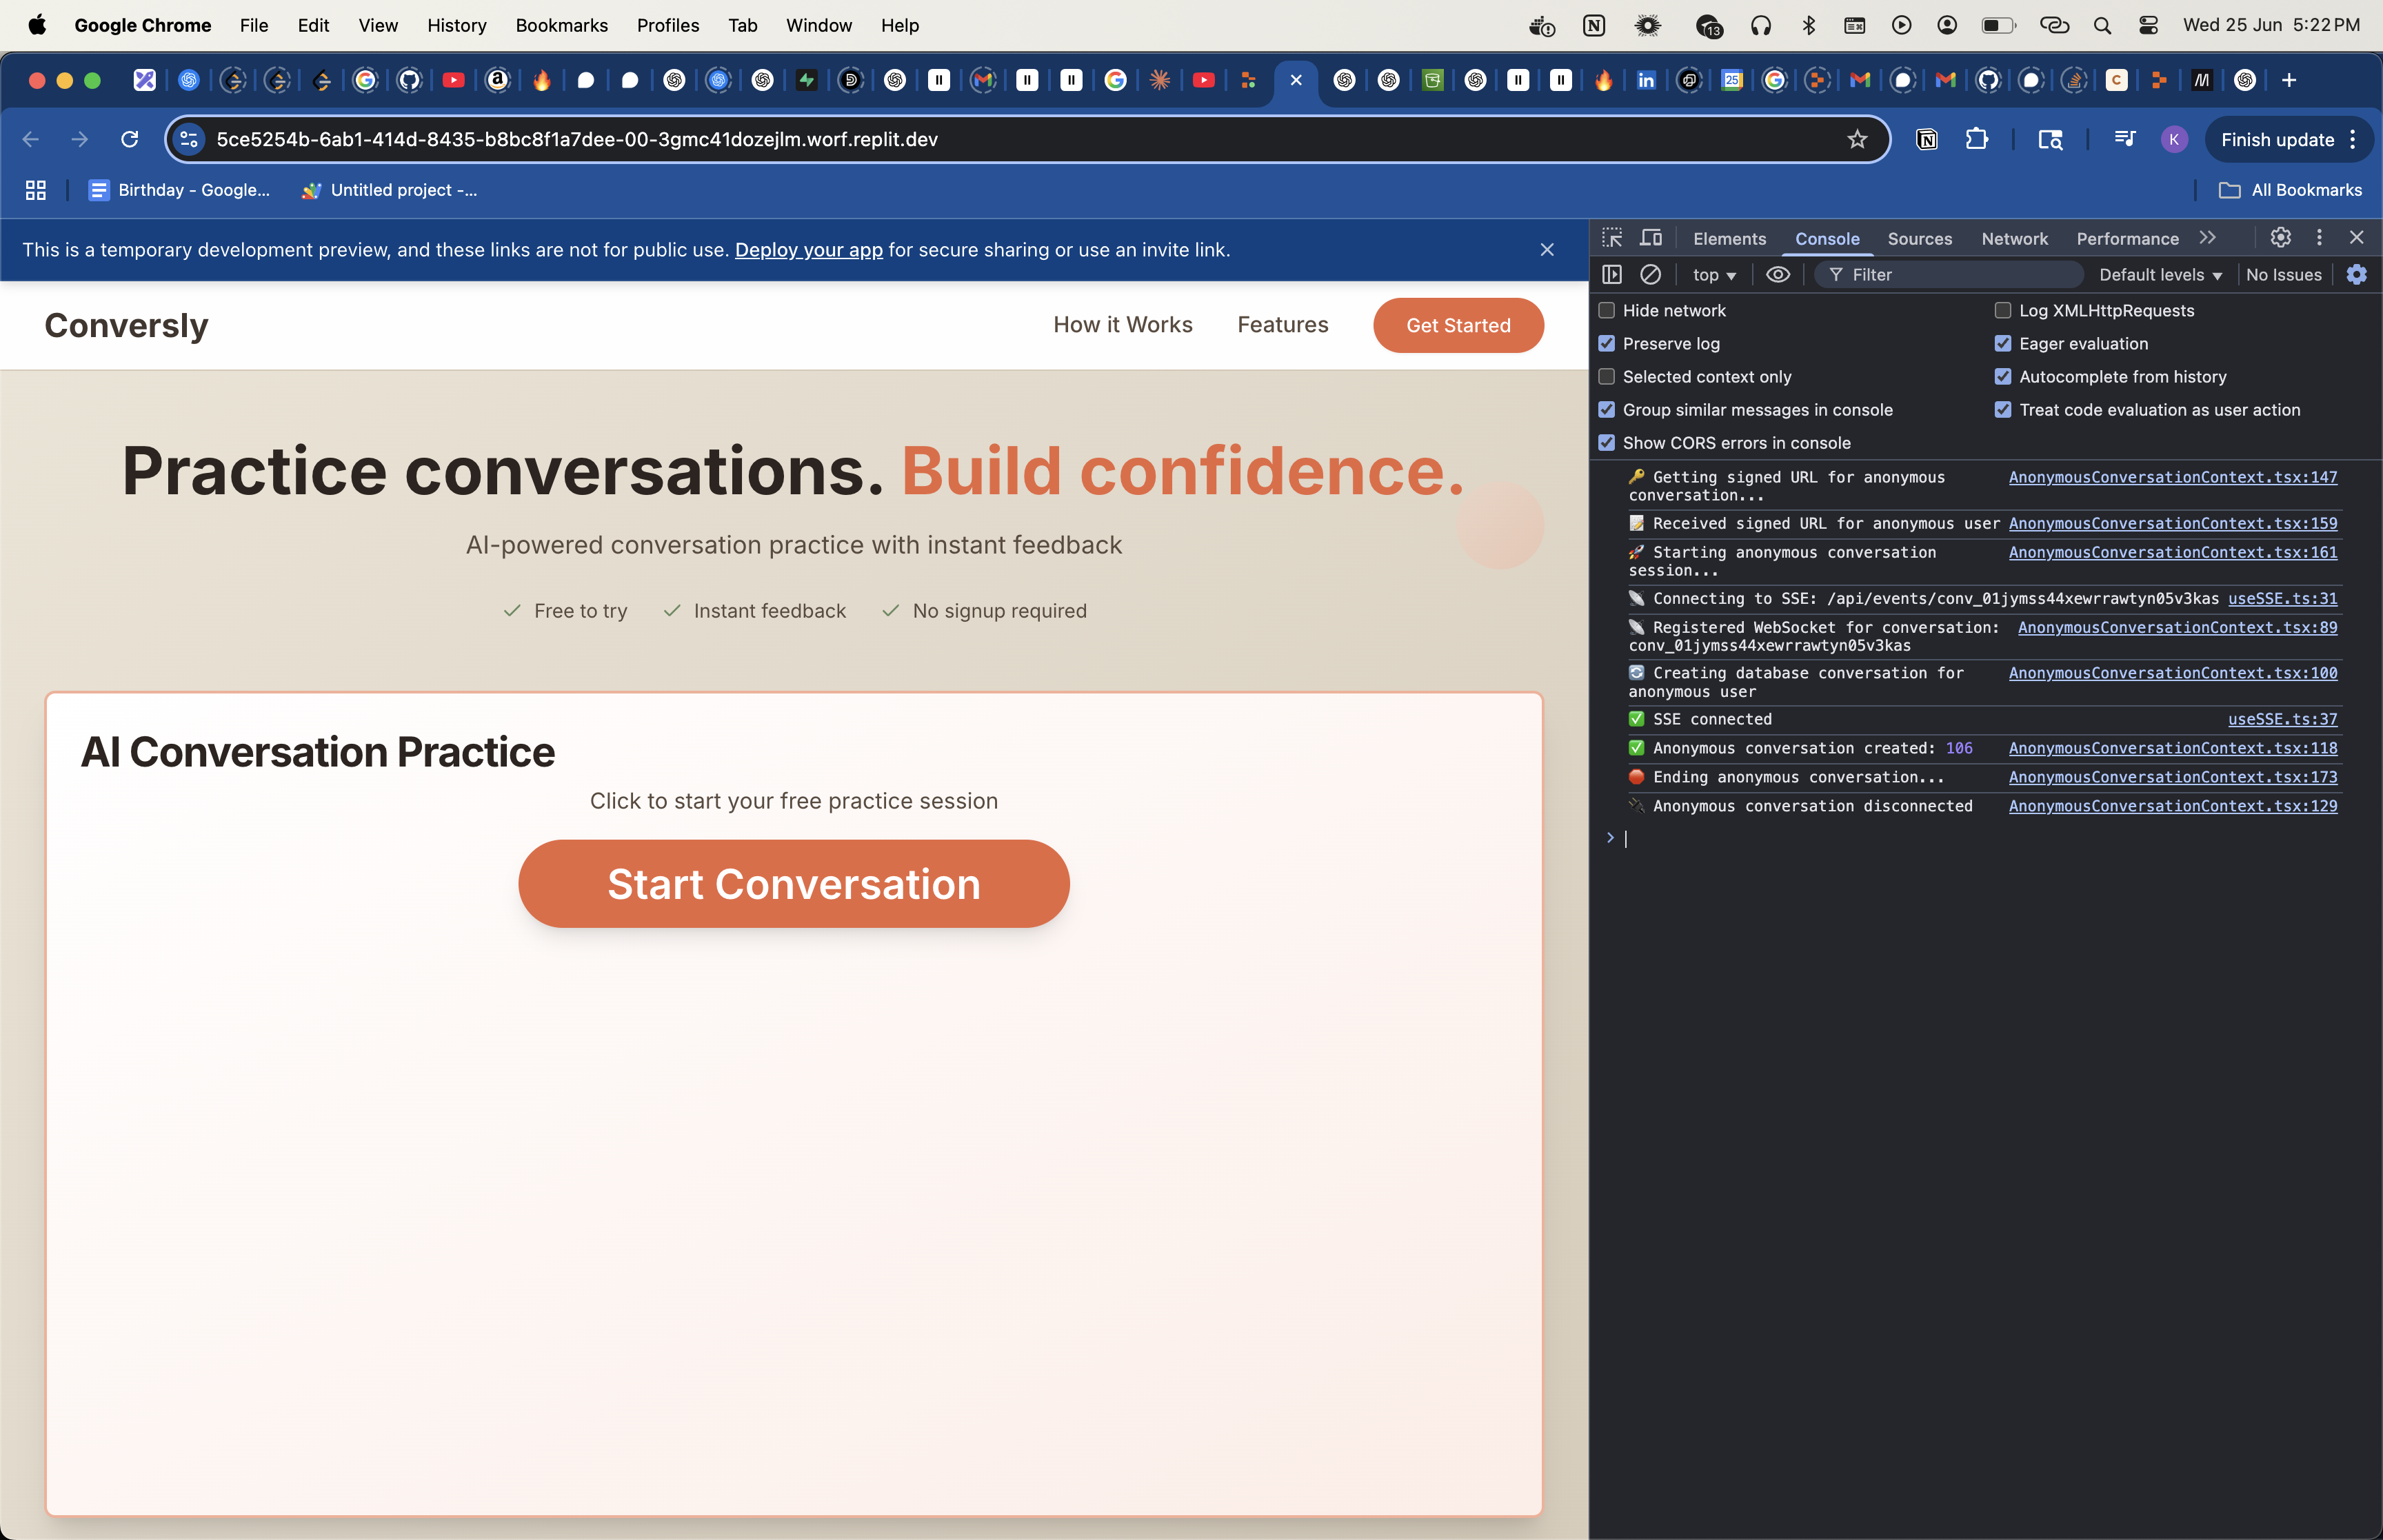 Google Chrome File Edit View History Bookmarks Profiles Tab Window Help 13 Wed 25 Jun 5:22 PM
25
5ce5254b-6ab1-414d-8435-b8bc8f1a7dee-00-3gmc41dozejlm.worf.replit.dev K Finish update
Birthday - Google... Untitled project -... All Bookmarks
This is a temporary development preview, and these links are not for public use. Deploy your app for secure sharing or use an invite link.
Conversly How it Works Features Get Started
Practice conversations. Build confidence.
AI-powered conversation practice with instant feedback
Free to try Instant feedback No signup required
AI Conversation Practice
Click to start your free practice session
Start Conversation
Elements Console Sources Network Performance
top Filter Default levels No Issues
Hide network Log XMLHttpRequests
Preserve log Eager evaluation
Selected context only Autocomplete from history
Group similar messages in console Treat code evaluation as user action
Show CORS errors in console
🔑 Getting signed URL for anonymous AnonymousConversationContext.tsx:147
conversation...
📝 Received signed URL for anonymous user AnonymousConversationContext.tsx:159
🚀 Starting anonymous conversation AnonymousConversationContext.tsx:161
session...
📡 Connecting to SSE: /api/events/conv_01jymss44xewrrawtyn05v3kas useSSE.ts:31
📡 Registered WebSocket for conversation: AnonymousConversationContext.tsx:89
conv_01jymss44xewrrawtyn05v3kas
🔄 Creating database conversation for AnonymousConversationContext.tsx:100
anonymous user
✅ SSE connected useSSE.ts:37
✅ Anonymous conversation created: 106 AnonymousConversationContext.tsx:118
🛑 Ending anonymous conversation... AnonymousConversationContext.tsx:173
🔌 Anonymous conversation disconnected AnonymousConversationContext.tsx:129